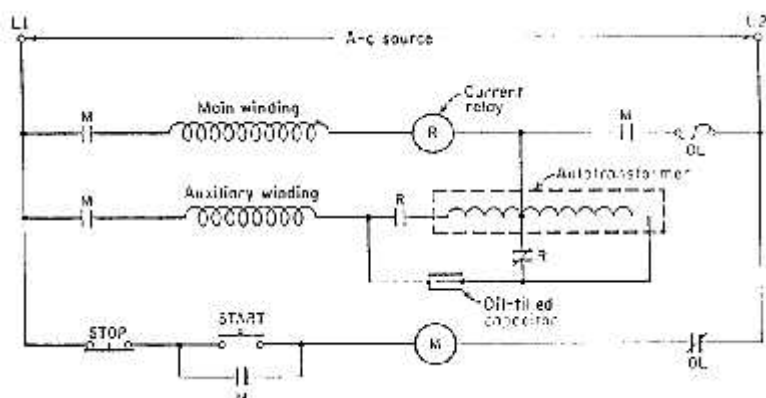 L1
L2
A-c source
Current
relay
Main winding
M
R
M
OL
Autotransformer
Auxiliary winding
M
R
R
Oil-filled
capacitor
STOP
START
M
OL
M